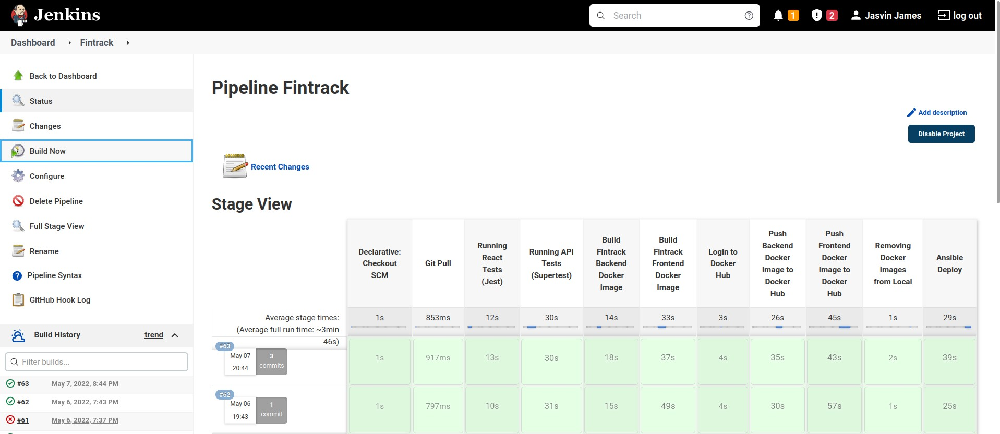 Jenkins
Search
1
2
Jasvin James
log out
Dashboard
Fintrack
Back to Dashboard
Status
Changes
Build Now
Configure
Delete Pipeline
Full Stage View
Rename
Pipeline Syntax
GitHub Hook Log
Build History
trend
Filter builds...
#63 May 7, 2022, 8:44 PM
#62 May 6, 2022, 7:43 PM
#61 May 6, 2022, 7:37 PM
Pipeline Fintrack
Add description
Disable Project
Recent Changes
Stage View
Declarative:
Checkout
SCM
Git Pull
Running
React
Tests
(Jest)
Running API
Tests
(Supertest)
Build
Fintrack
Backend
Docker
Image
Build
Fintrack
Frontend
Docker
Image
Login to
Docker
Hub
Push
Backend
Docker
Image to
Docker
Hub
Push
Frontend
Docker
Image to
Docker
Hub
Removing
Docker
Images
from Local
Ansible
Deploy
Average stage times:
(Average full run time: ~3min
46s)
1s 853ms 12s 30s 14s 33s 3s 26s 45s 1s 29s
#63
May 07
20:44
3
commits
1s 917ms 13s 30s 18s 37s 4s 35s 43s 2s 39s
#62
May 06
19:43
1
commit
1s 797ms 10s 31s 15s 49s 4s 30s 57s 1s 25s